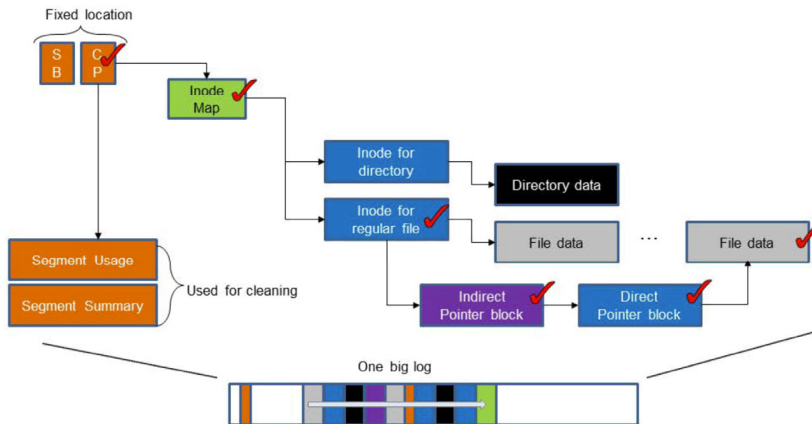 Fixed location
S
B
C
P
Inode
Map
Inode for
directory
Directory data
Inode for
regular file
File data
...
File data
Segment Usage
Used for cleaning
Segment Summary
Indirect
Pointer block
Direct
Pointer block
One big log